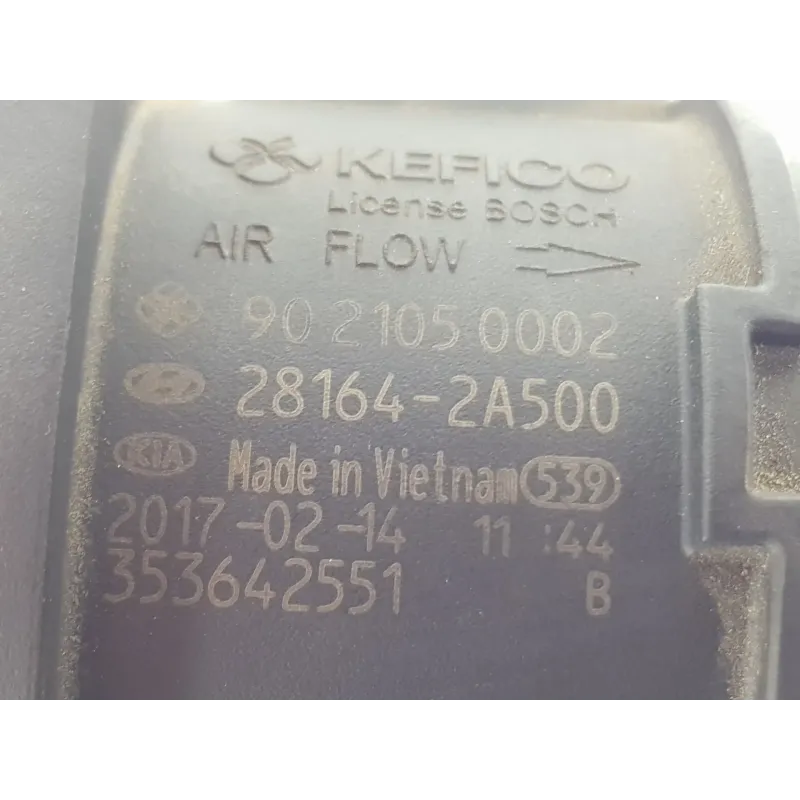 KEFICO
License BOSCH
AIR FLOW
90 2105 0002
28164-2A500
KIA Made in Vietnam 539
2017-02-14 11:44
353642551 B